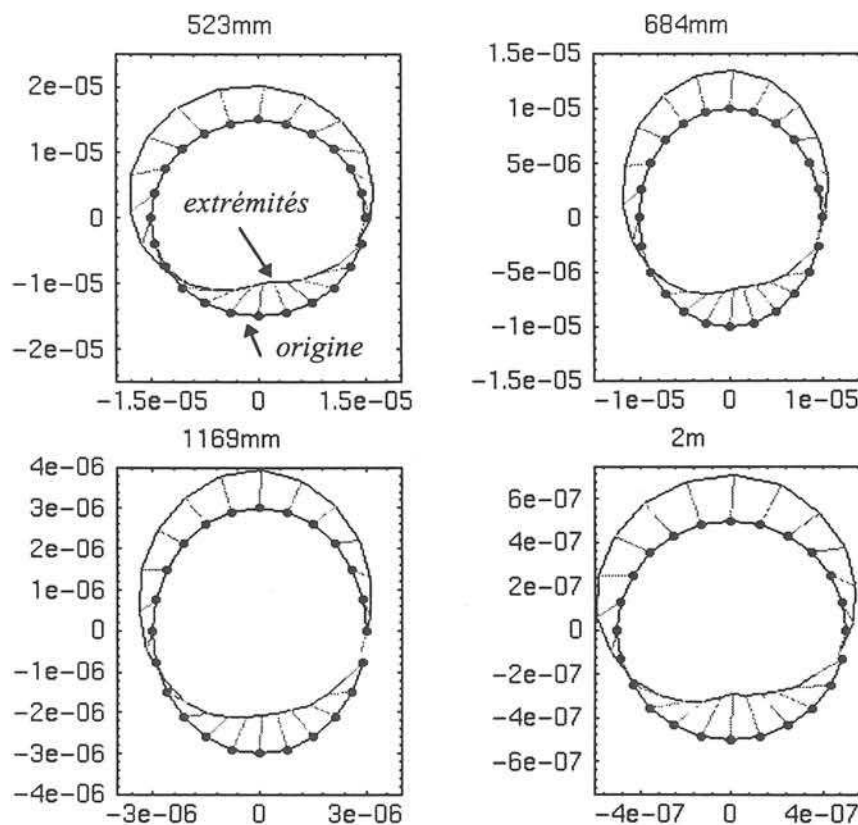 523mm
2e-05
1e-05
0
-1e-05
-2e-05
-1.5e-05 0 1.5e-05
extrémités
origine
684mm
1.5e-05
1e-05
5e-06
0
-5e-06
-1e-05
-1.5e-05
-1e-05 0 1e-05
1169mm
4e-06
3e-06
2e-06
1e-06
0
-1e-06
-2e-06
-3e-06
-4e-06
-3e-06 0 3e-06
2m
6e-07
4e-07
2e-07
0
-2e-07
-4e-07
-6e-07
-4e-07 0 4e-07